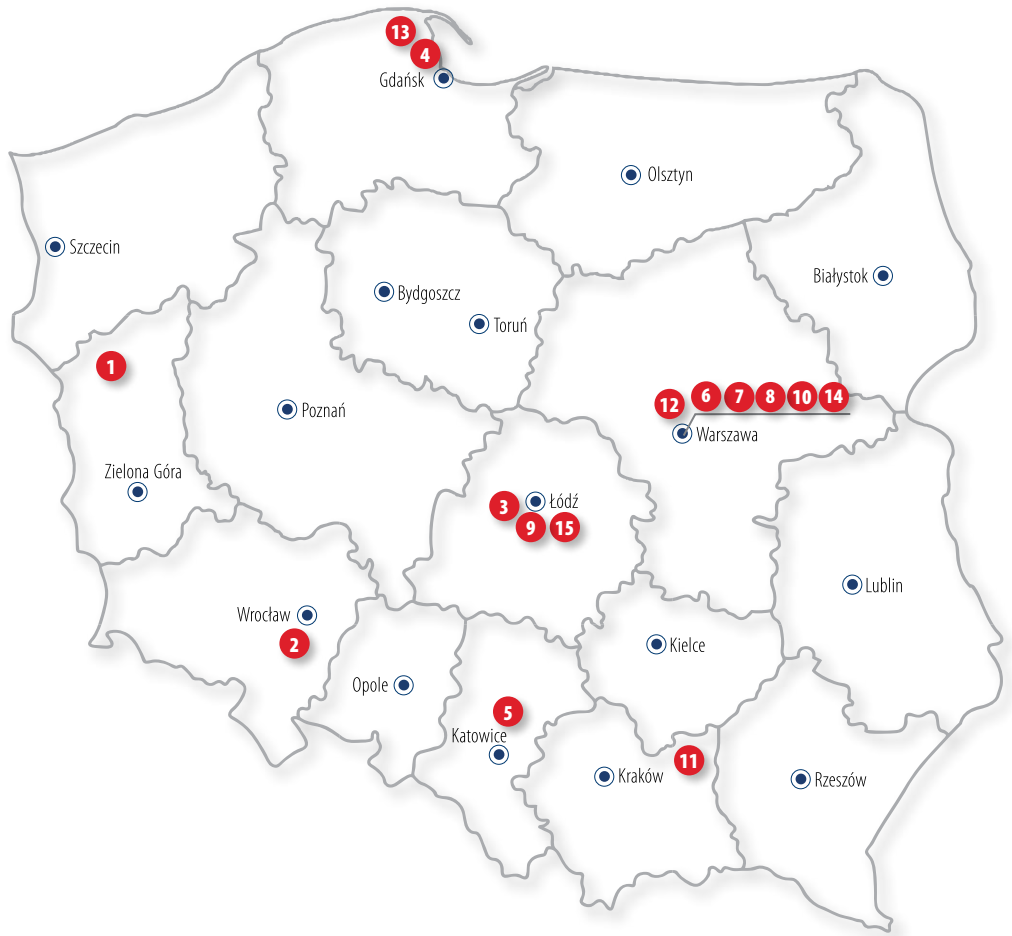 13
4
Gdańsk
Olsztyn
Szczecin
Białystok
Bydgoszcz
Toruń
1
12 6 7 8 10 14
Poznań
Warszawa
Zielona Góra
3
Łódź
9 15
Lublin
Wrocław
2
Kielce
Opole
5
Katowice
11
Kraków
Rzeszów